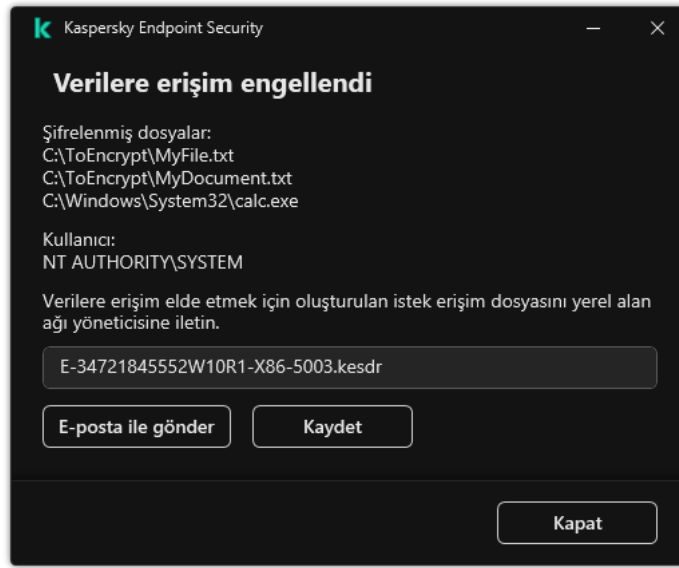 Kaspersky Endpoint Security
Verilere erişim engellendi
Şifrelenmiş dosyalar:
C:\ToEncrypt\MyFile.txt
C:\ToEncrypt\MyDocument.txt
C:\Windows\System32\calc.exe
Kullanıcı:
NT AUTHORITY\SYSTEM
Verilere erişim elde etmek için oluşturulan istek erişim dosyasını yerel alan
ağı yöneticisine iletin.
E-34721845552W10R1-X86-5003.kesdr
E-posta ile gönder Kaydet
Kapat